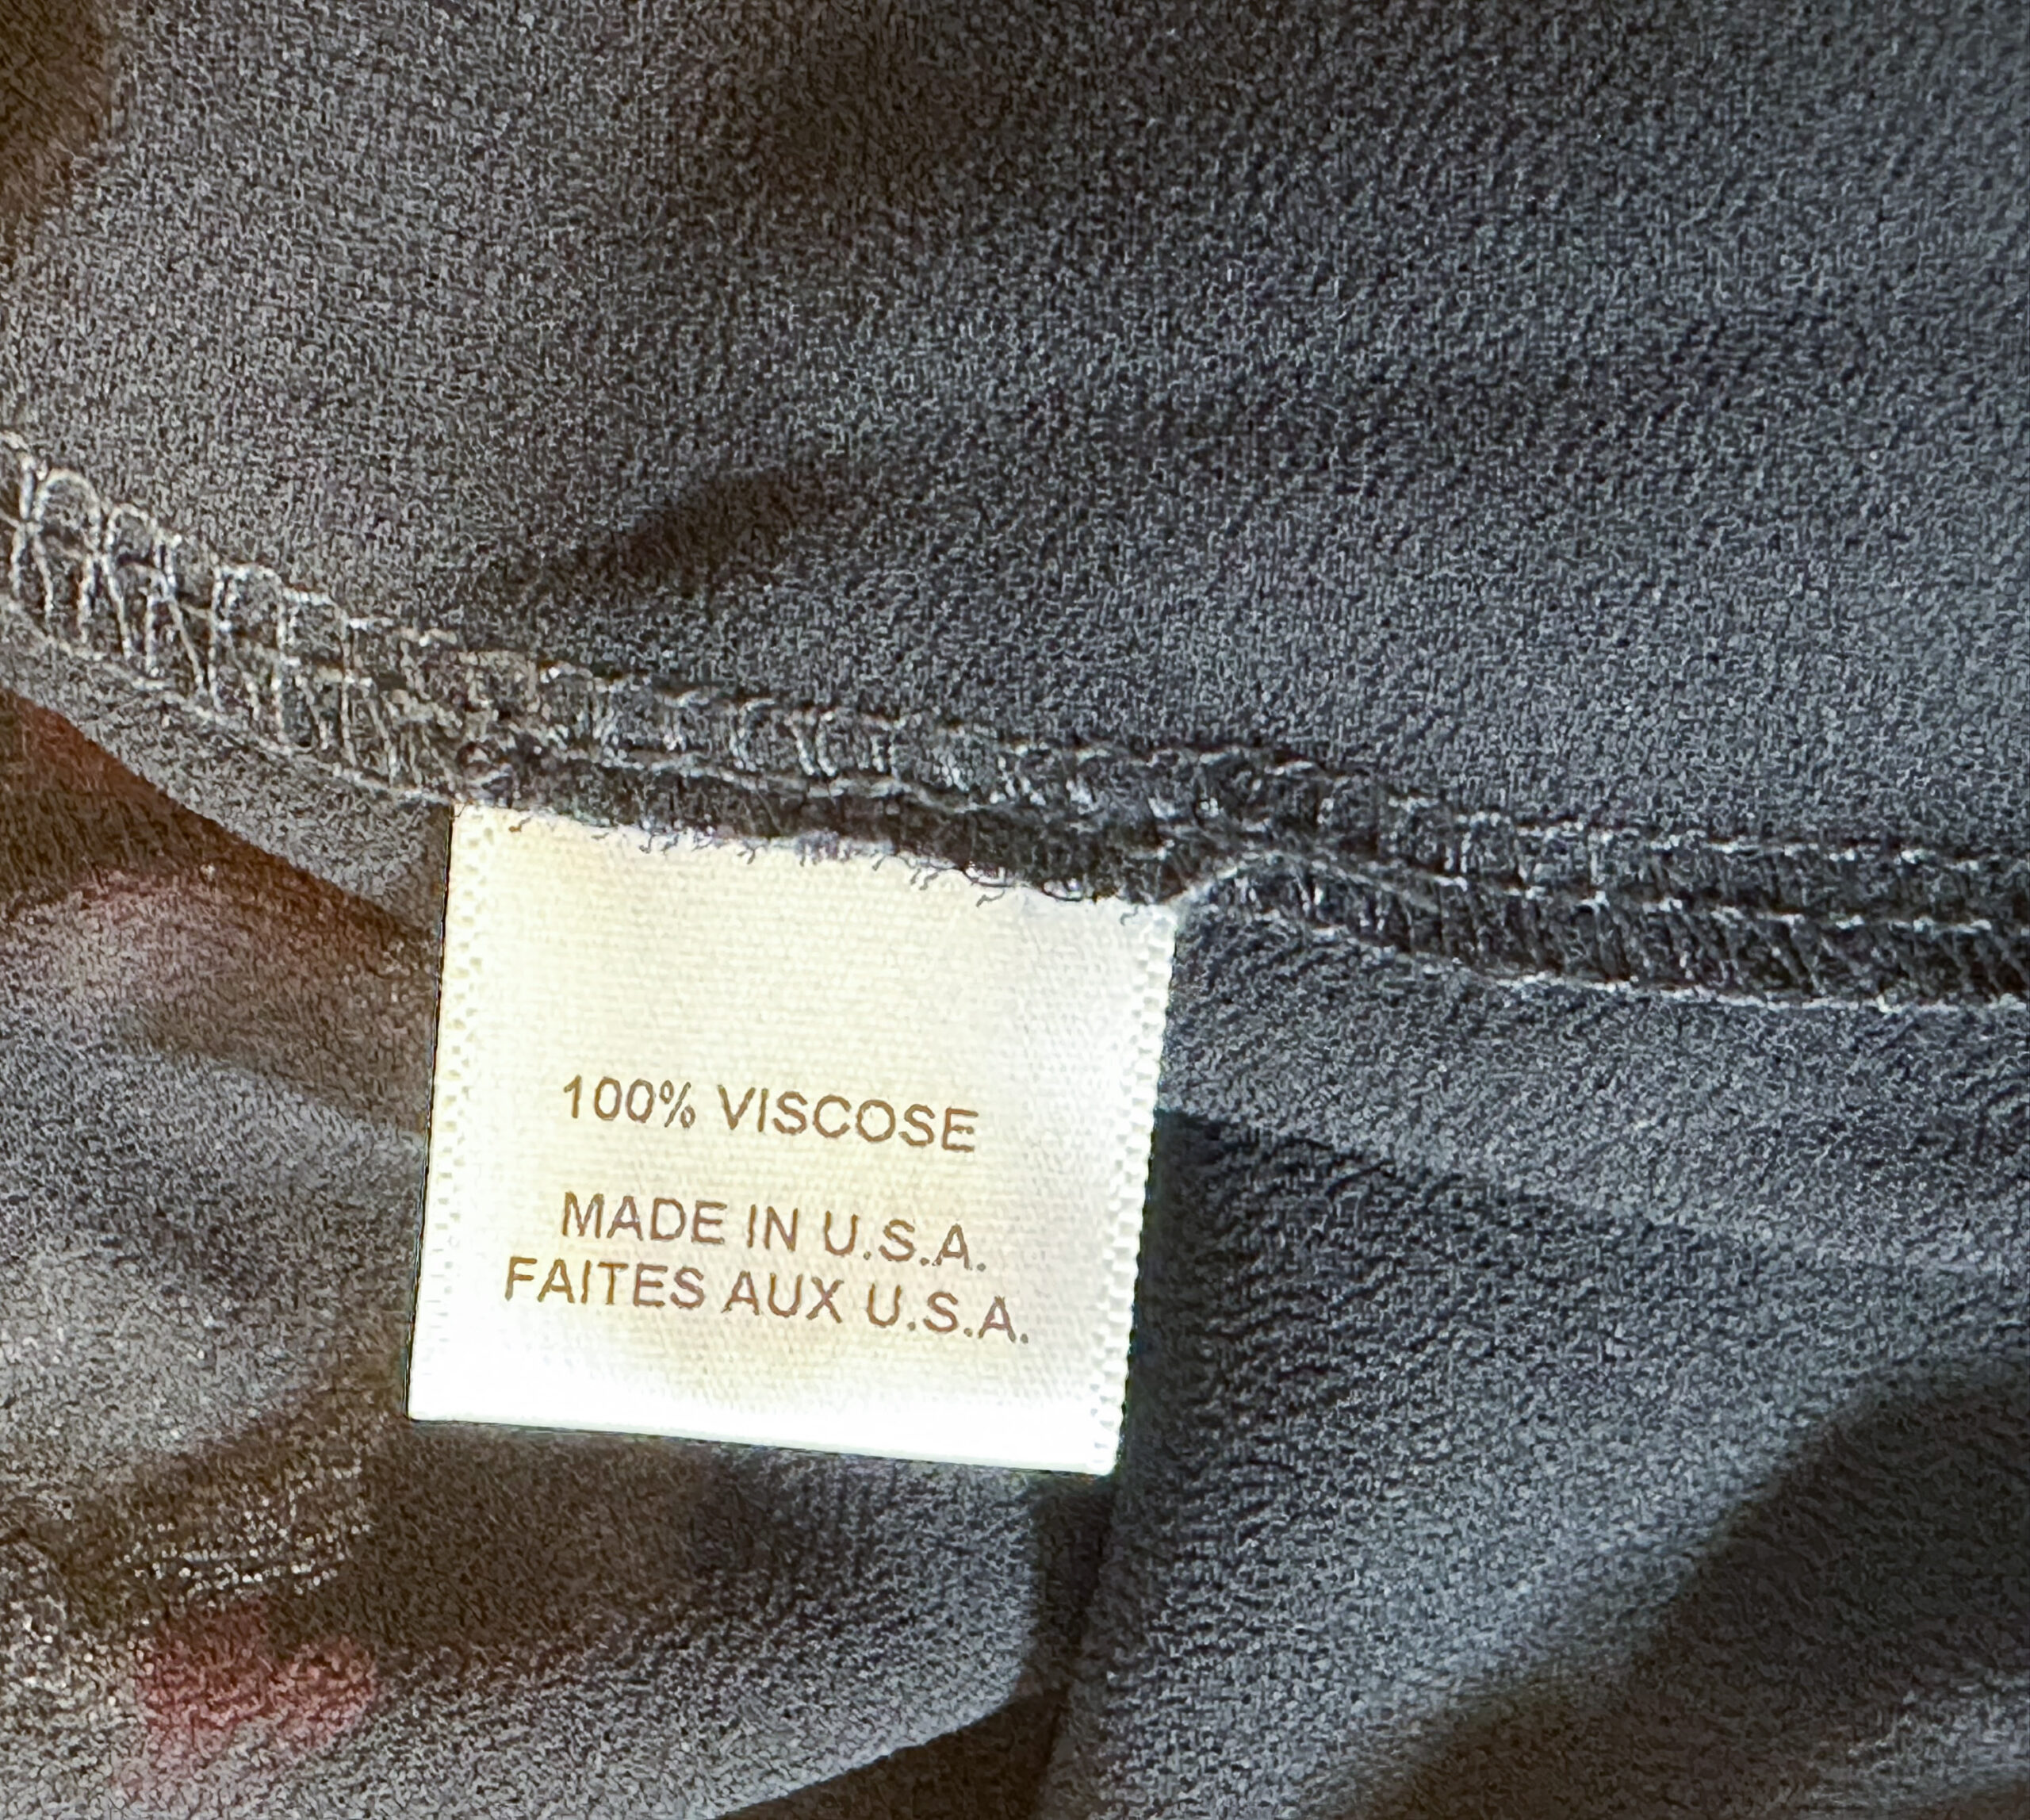 100% VISCOSE
MADE IN U.S.A.
FAITES AUX U.S.A.